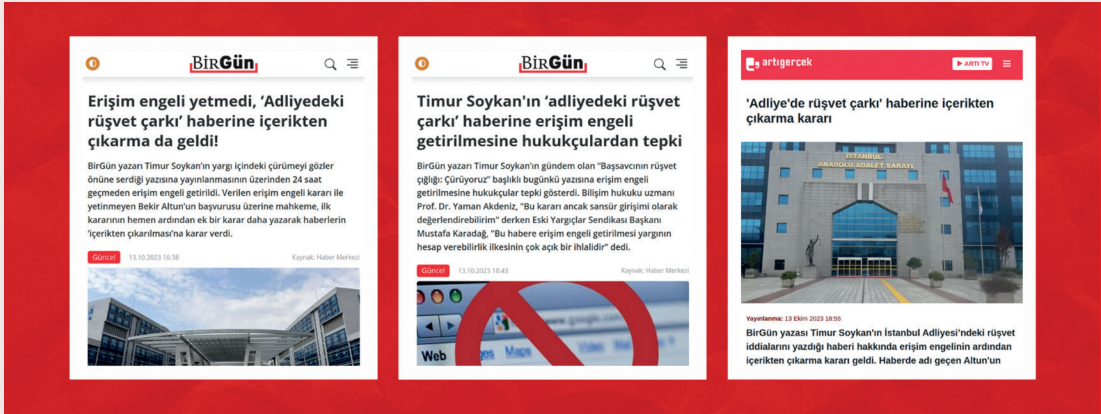 BirGün
Erişim engeli yetmedi, ‘Adliyedeki
rüşvet çarkı’ haberine içerikten
çıkarma da geldi!
BirGün yazarı Timur Soykan’ın yargı içindeki çürümeyi gözler
önüne serdiği yazısına yayınlanmasının üzerinden 24 saat
geçmeden erişim engeli getirildi. Verilen erişim engeli kararı ile
yetinmeyen Bekir Altun’un başvurusu üzerine mahkeme, ilk
kararının hemen ardından ek bir karar daha yazarak haberlerin
‘içerikten çıkarılması’na karar verdi.
Güncel 13.10.2023 16:38 Kaynak: Haber Merkezi
BirGün
Timur Soykan'ın ‘adliyedeki rüşvet
çarkı’ haberine erişim engeli
getirilmesine hukukçulardan tepki
BirGün yazarı Timur Soykan’ın gündem olan “Başsavcının rüşvet
çığlığı: Çürüyoruz” başlıklı bugünkü yazısına erişim engeli
getirilmesine hukukçular tepki gösterdi. Bilişim hukuku uzmanı
Prof. Dr. Yaman Akdeniz, "Bu kararı ancak sansür girişimi olarak
değerlendirebilirim" derken Eski Yargıçlar Sendikası Başkanı
Mustafa Karadağ, "Bu habere erişim engeli getirilmesi yargının
hesap verebilirlik ilkesinin çok açık bir ihlalidir” dedi.
Güncel 13.10.2023 18:43 Kaynak: Haber Merkezi
Web Maps
artıgerçek
ARTI TV
'Adliye'de rüşvet çarkı' haberine içerikten
çıkarma kararı
İSTANBUL
ANADOLU ADALET SARAYI
Yayınlanma: 13 Ekim 2023 18:55
BirGün yazası Timur Soykan'ın İstanbul Adliyesi’ndeki rüşvet
iddialarını yazdığı haberi hakkında erişim engelinin ardından
içerikten çıkarma kararı geldi. Haberde adı geçen Altun'un